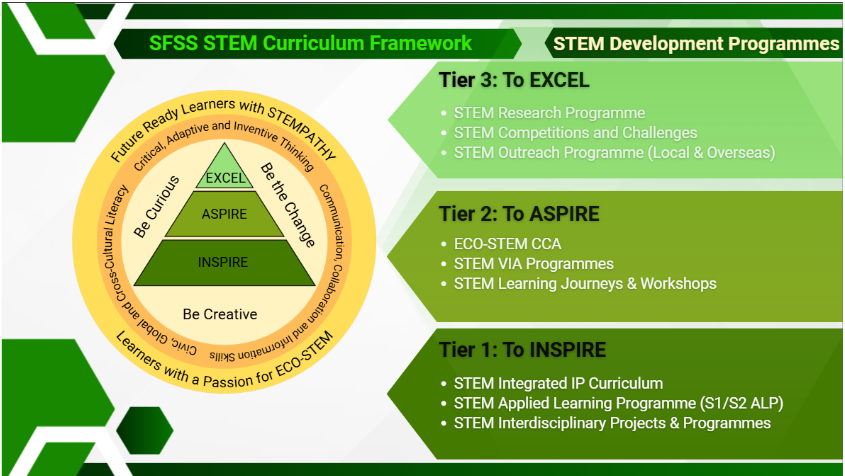 SFSS STEM Curriculum Framework
STEM Development Programmes
Future Ready Learners with STEMPATHY
Critical, Adaptive and Inventive Thinking
Civic, Global and Cross-Cultural Literacy
Communication, Collaboration and Information Skills
Be Curious
Be the Change
EXCEL
ASPIRE
INSPIRE
Be Creative
Learners with a Passion for ECO-STEM
Tier 3: To EXCEL
• STEM Research Programme
• STEM Competitions and Challenges
• STEM Outreach Programme (Local & Overseas)
Tier 2: To ASPIRE
• ECO-STEM CCA
• STEM VIA Programmes
• STEM Learning Journeys & Workshops
Tier 1: To INSPIRE
• STEM Integrated IP Curriculum
• STEM Applied Learning Programme (S1/S2 ALP)
• STEM Interdisciplinary Projects & Programmes